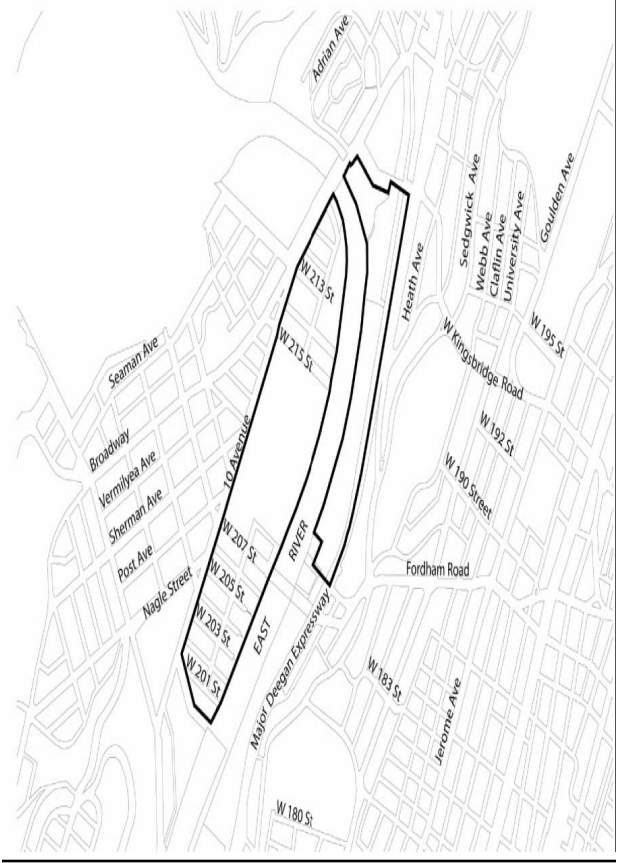 Adrian Ave
Sedgwick Ave
Webb Ave
Claflin Ave
University Ave
Goulden Ave
Heath Ave
W 213 St
W 215 St
W 195 St
Seaman Ave
W Kingsbridge Road
Broadway
Vermilyea Ave
10 Avenue
W 192 St
Sherman Ave
W 190 Street
Post Ave
W 207 St
RIVER
Nagle Street
W 205 St
Fordham Road
W 203 St
EAST
W 201 St
Major Deegan Expressway
W 183 St
Jerome Ave
W 180 St